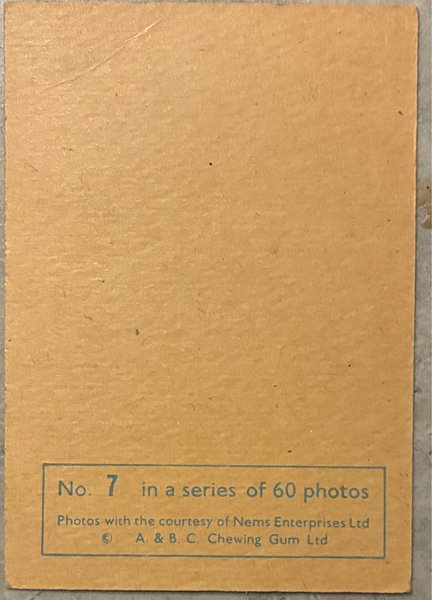 No. 7 in a series of 60 photos
Photos with the courtesy of Nems Enterprises Ltd
© A. & B. C. Chewing Gum Ltd